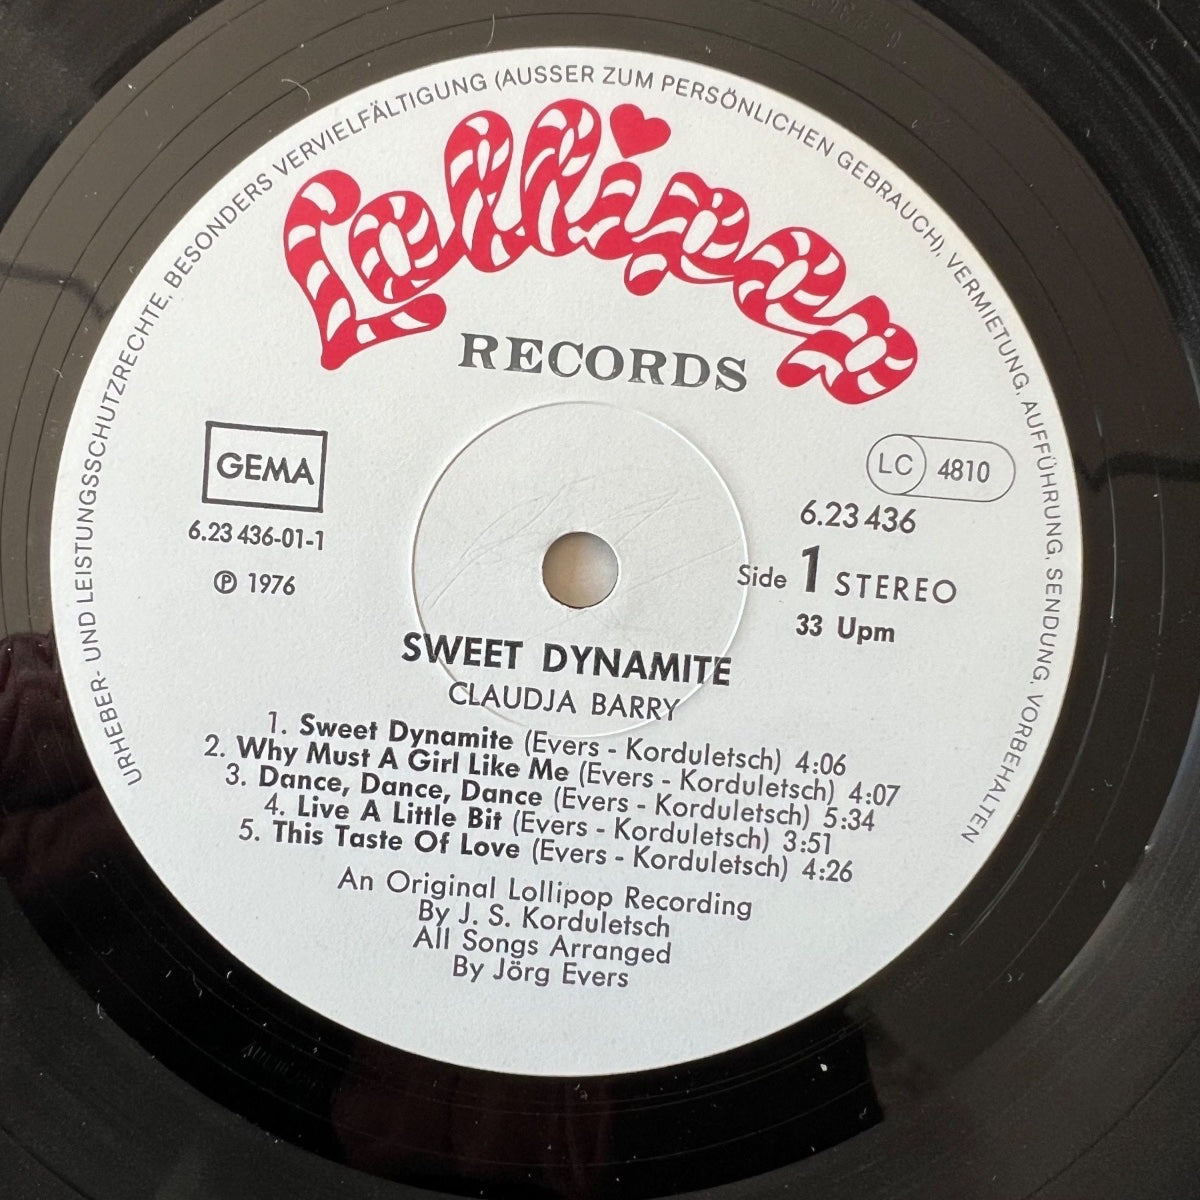 URHEBER- UND LEISTUNGSSCHUTZRECHTE, BESONDERS VERVIELFÄLTIGUNG (AUSSER ZUM PERSÖNLICHEN GEBRAUCH), VERMIETUNG, AUFFÜHRUNG, SENDUNG, VORBEHALTEN
Lollipop
RECORDS
GEMA
6.23 436-01-1
℗ 1976
LC 4810
6.23 436
Side 1 STEREO
33 Upm
SWEET DYNAMITE
CLAUDJA BARRY
1. Sweet Dynamite (Evers - Korduletsch) 4:06
2. Why Must A Girl Like Me (Evers - Korduletsch) 4:07
3. Dance, Dance, Dance (Evers - Korduletsch) 5:34
4. Live A Little Bit (Evers - Korduletsch) 3:51
5. This Taste Of Love (Evers - Korduletsch) 4:26
An Original Lollipop Recording
By J. S. Korduletsch
All Songs Arranged
By Jörg Evers